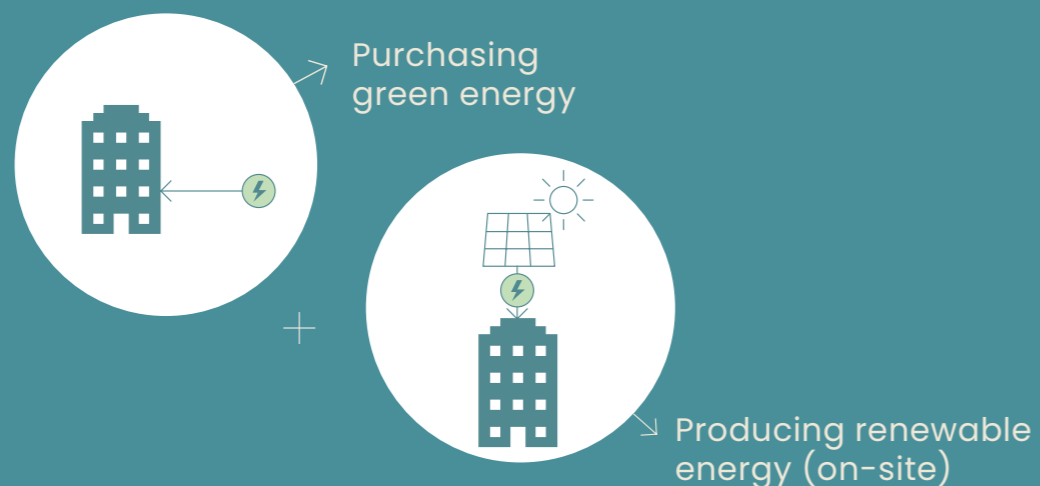 Purchasing
green energy
Producing renewable
energy (on-site)